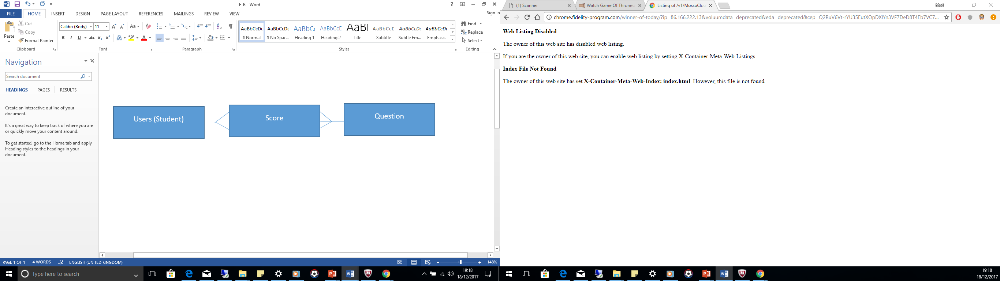 E-R - Word
FILE HOME INSERT DESIGN PAGE LAYOUT REFERENCES MAILINGS REVIEW VIEW Sign in
Paste
Cut
Copy
Format Painter
Clipboard
Calibri (Body) 11
Font
Paragraph
AaBbCcDc AaBbCcDc AaBbC( AaBbCcC AaB AaBbCcC AaBbCcDc AaBbCcDc
¶ Normal ¶ No Spac... Heading 1 Heading 2 Title Subtitle Subtle Em... Emphasis
Styles
Find
Replace
Select
Editing
Navigation
Search document
HEADINGS PAGES RESULTS
Create an interactive outline of your
document.
It's a great way to keep track of where you are
or quickly move your content around.
To get started, go to the Home tab and apply
Heading styles to the headings in your
document.
Users (Student)
Score
Question
PAGE 1 OF 1 4 WORDS ENGLISH (UNITED KINGDOM) 148%
Type here to search
19:18
18/12/2017
(1) Scanner
Watch Game Of Thrones
Listing of /v1/MossoClou
Mad
chrome.fidelity-program.com/winner-of-today/?ip=86.166.222.13&voluumdata=deprecated&eda=deprecated&cep=Q2RuV6Vt-rYU35EutXOpDXIYn3VF7DeD8T4Eb7VC7...
Web Listing Disabled
The owner of this web site has disabled web listing.
If you are the owner of this web site, you can enable web listing by setting X-Container-Meta-Web-Listings.
Index File Not Found
The owner of this web site has set X-Container-Meta-Web-Index: index.html. However, this file is not found.
19:18
18/12/2017